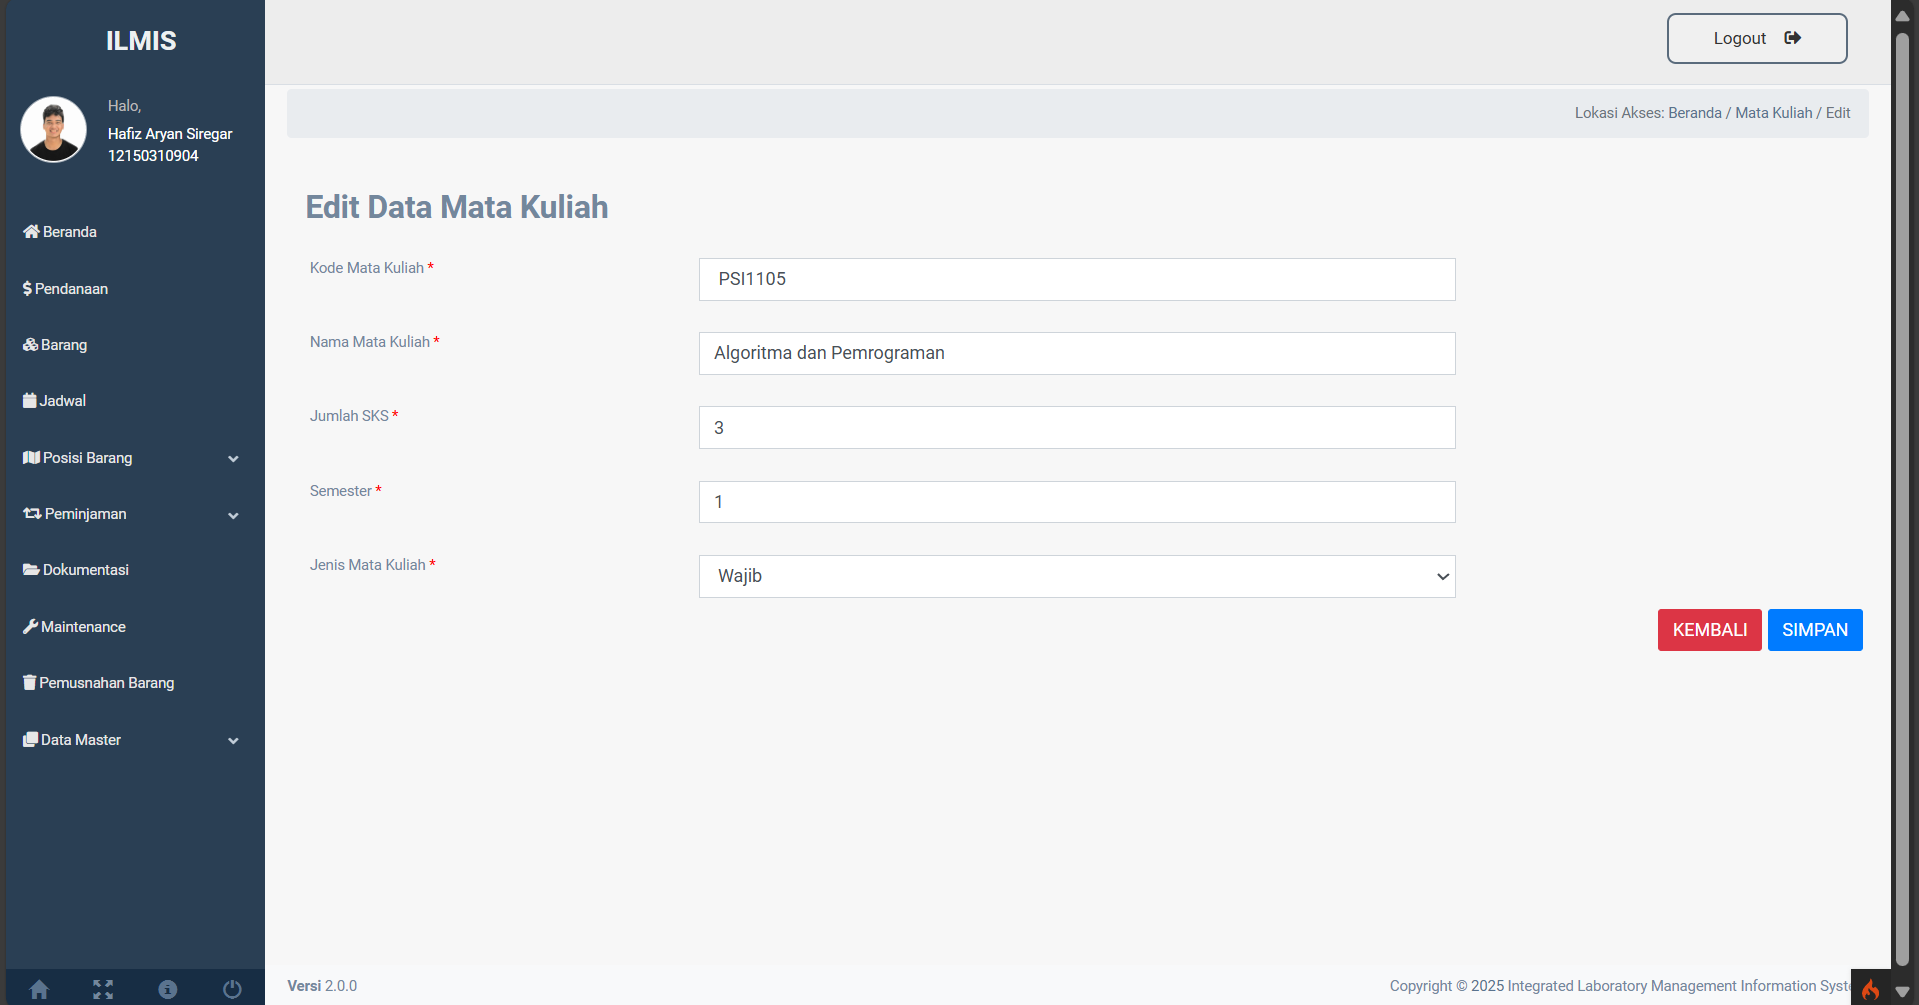 ILMIS
Halo,
Hafiz Aryan Siregar
12150310904
Beranda
Pendanaan
Barang
Jadwal
Posisi Barang
Peminjaman
Dokumentasi
Maintenance
Pemusnahan Barang
Data Master
Logout
Lokasi Akses: Beranda / Mata Kuliah / Edit
Edit Data Mata Kuliah
Kode Mata Kuliah *
PSI1105
Nama Mata Kuliah *
Algoritma dan Pemrograman
Jumlah SKS *
3
Semester *
1
Jenis Mata Kuliah *
Wajib
KEMBALI
SIMPAN
Versi 2.0.0
Copyright © 2025 Integrated Laboratory Management Information Syst